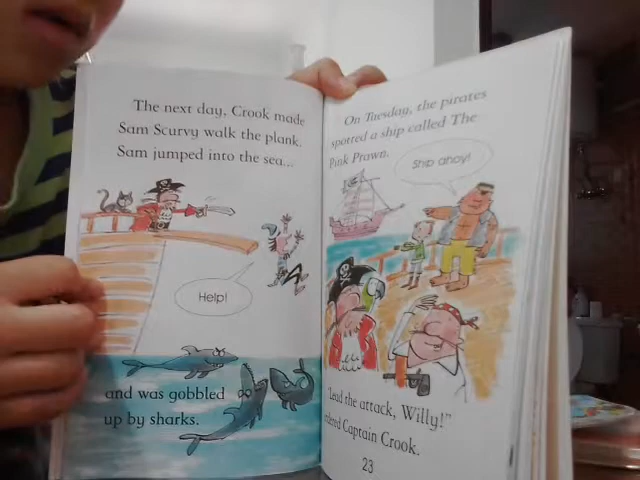 The next day, Crook made
Sam Scurvy walk the plank.
Sam jumped into the sea...
Help!
and was gobbled
up by sharks.
On Tuesday, the pirates
spotted a ship called The
Pink Prawn.
Ship ahoy!
"Lead the attack, Willy!"
Captain Crook.
23